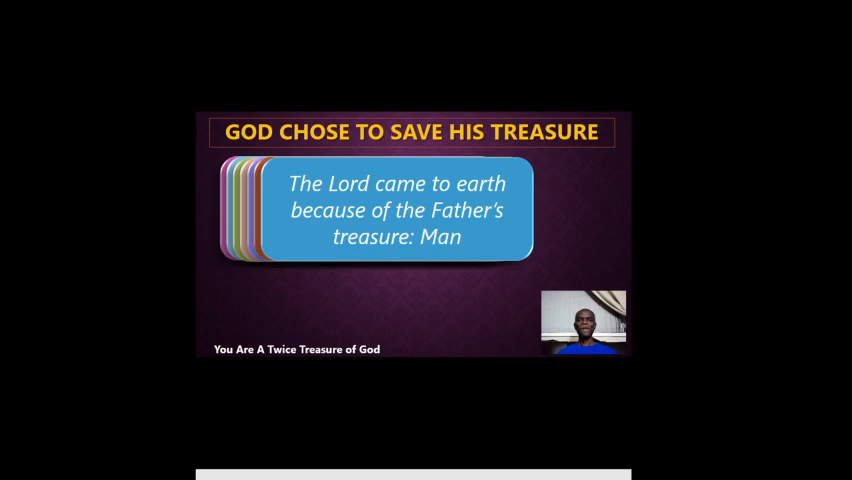 GOD CHOSE TO SAVE HIS TREASURE
The Lord came to earth
because of the Father's
treasure: Man
You Are A Twice Treasure of God